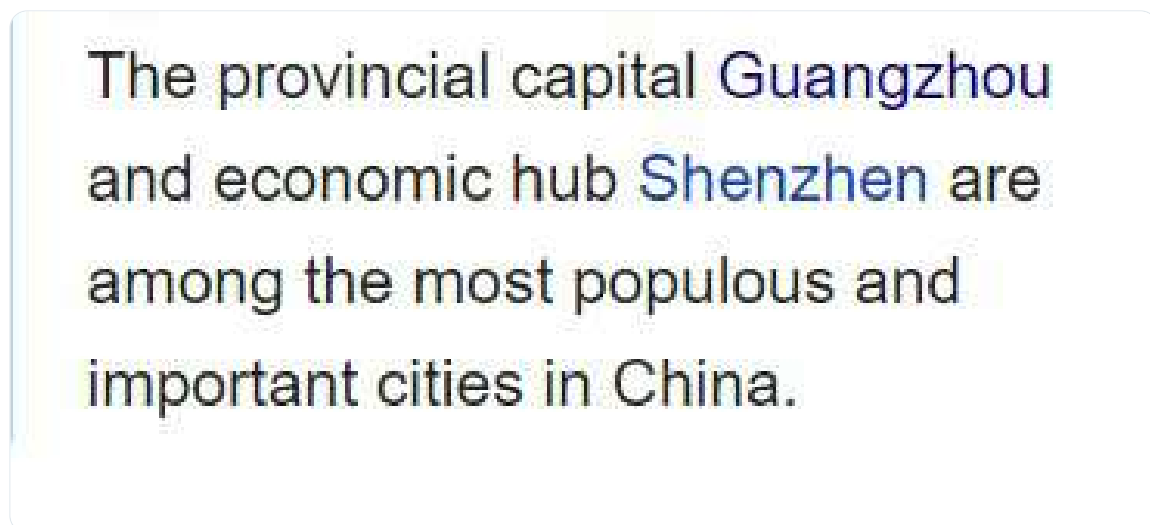 The provincial capital Guangzhou
and economic hub Shenzhen are
among the most populous and
important cities in China.